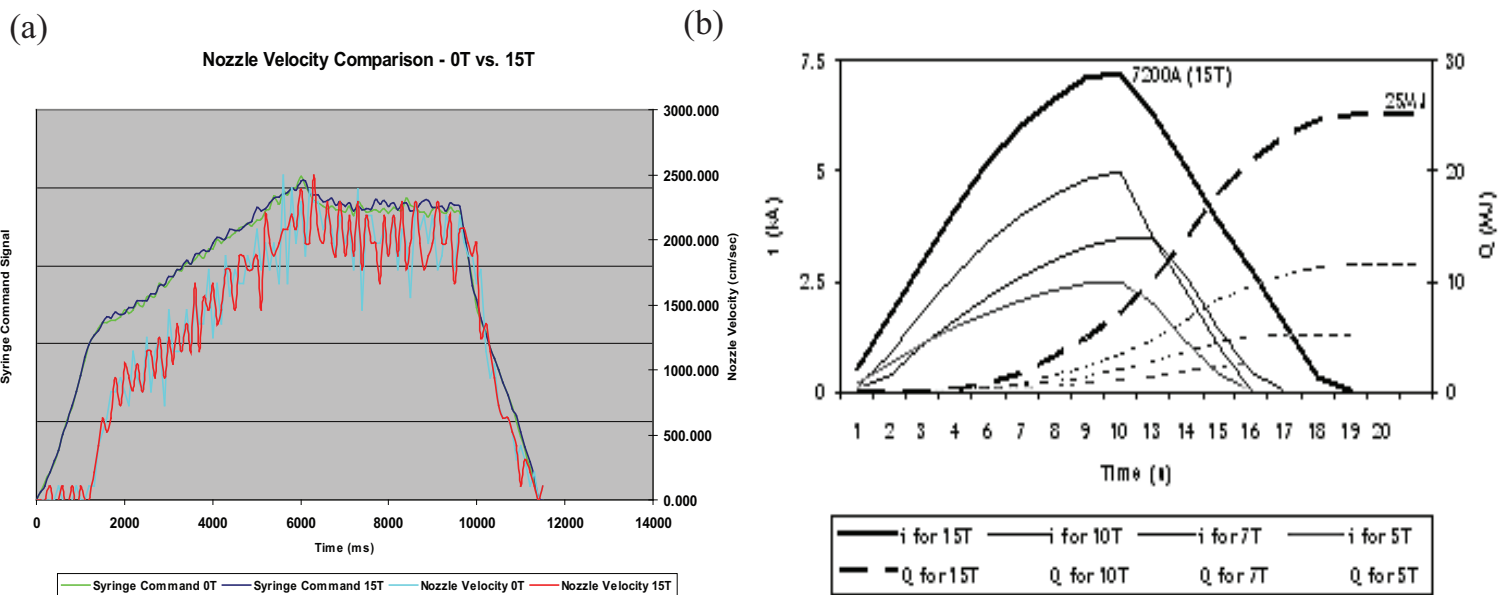 (a)
Nozzle Velocity Comparison - 0T vs. 15T
Syringe Command Signal
3000.000
2500.000
2000.000
1500.000
1000.000
500.000
0.000
Nozzle Velocity (cm/sec)
0 2000 4000 6000 8000 10000 12000 14000
Time (ms)
Syringe Command 0T Syringe Command 15T Nozzle Velocity 0T Nozzle Velocity 15T
(b)
7.5
5
2.5
0
I (kA)
7200A (15T)
25MJ
30
20
10
0
Q (MJ)
1 2 3 4 6 7 8 9 10 13 14 15 16 17 18 19 20
Time (s)
i for 15T i for 10T i for 7T i for 5T
Q for 15T Q for 10T Q for 7T Q for 5T